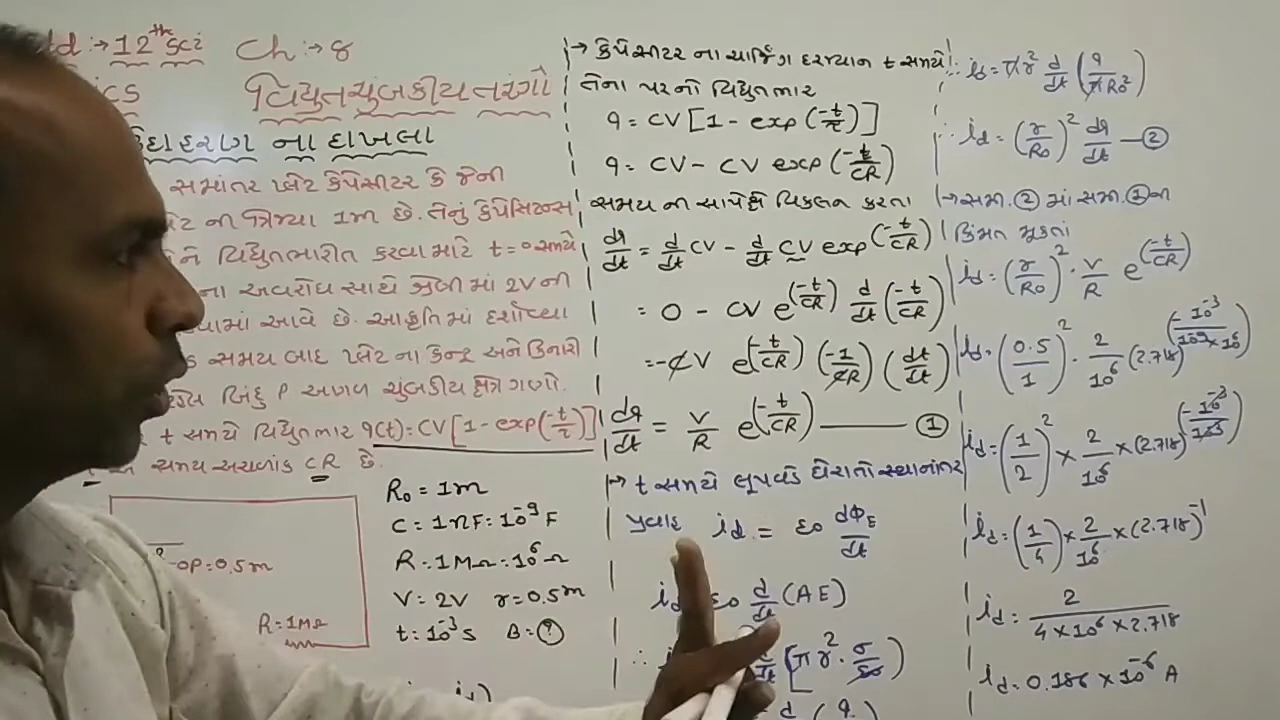 12th Sci Ch :→ 8
વિદ્યુતચુંબકીય તરંગો
ઉદાહરણ ના દાખલા
સમાંતર પ્લેટ કેપેસીટર કે જેની
ની ત્રિજ્યા 1m છે. તેનું કેપેસિટન્સ
ને વિદ્યુતભારીત કરવા માટે t=0 સમયે
ના અવરોધ સાથે શ્રેણીમાં 2V ની
આવે છે. આકૃતિમાં દર્શાવ્યા
સમય બાદ પ્લેટ ના કેન્દ્ર અને કિનારી
બિંદુ P આગળ ચુંબકીય ક્ષેત્ર ગણો.
t સમયે વિદ્યુતભાર q(t)=CV[1-exp(-t/τ)]
સમય અચળાંક CR છે.
OP=0.5m
R=1MΩ
R₀ = 1m
C = 1nF = 10⁻⁹ F
R = 1MΩ = 10⁶ Ω
V = 2V r = 0.5m
t = 10⁻³ s B = ?
→ કેપેસીટર ના ચાર્જિંગ દરમ્યાન t સમયે
તેના પરનો વિદ્યુતભાર
q = CV[1 - exp(-t/τ)]
q = CV - CV exp(-t/CR)
સમય ની સાપેક્ષે વિકલન કરતા
dq/dt = d/dt CV - d/dt CV exp(-t/CR)
= 0 - CV e^(-t/CR) d/dt (-t/CR)
= -CV e^(-t/CR) (-1/CR) (dt/dt)
dq/dt = V/R e^(-t/CR) —— ①
→ t સમયે લૂપ વડે ઘેરાતો સ્થાનાંતર
પ્રવાહ id = ε₀ dΦE/dt
id ε₀ d/dt (AE)
∴ d/dt [πr² · σ/ε₀]
d (q
∴ id = πr² d/dt (q/πR₀²)
∴ id = (r/R₀)² dq/dt — ②
→ સમી. ② માં સમી. ① ની
કિંમત મૂકતાં
id = (r/R₀)² · V/R e^(-t/CR)
id = (0.5/1)² · 2/10⁶ (2.718)^(-10⁻³/10⁻⁹×10⁶)
id = (1/2)² × 2/10⁶ × (2.718)^(-10⁻³/10⁻³)
id = (1/4) × 2/10⁶ × (2.718)⁻¹
id = 2/4×10⁶×2.718
id = 0.186 × 10⁻⁶ A